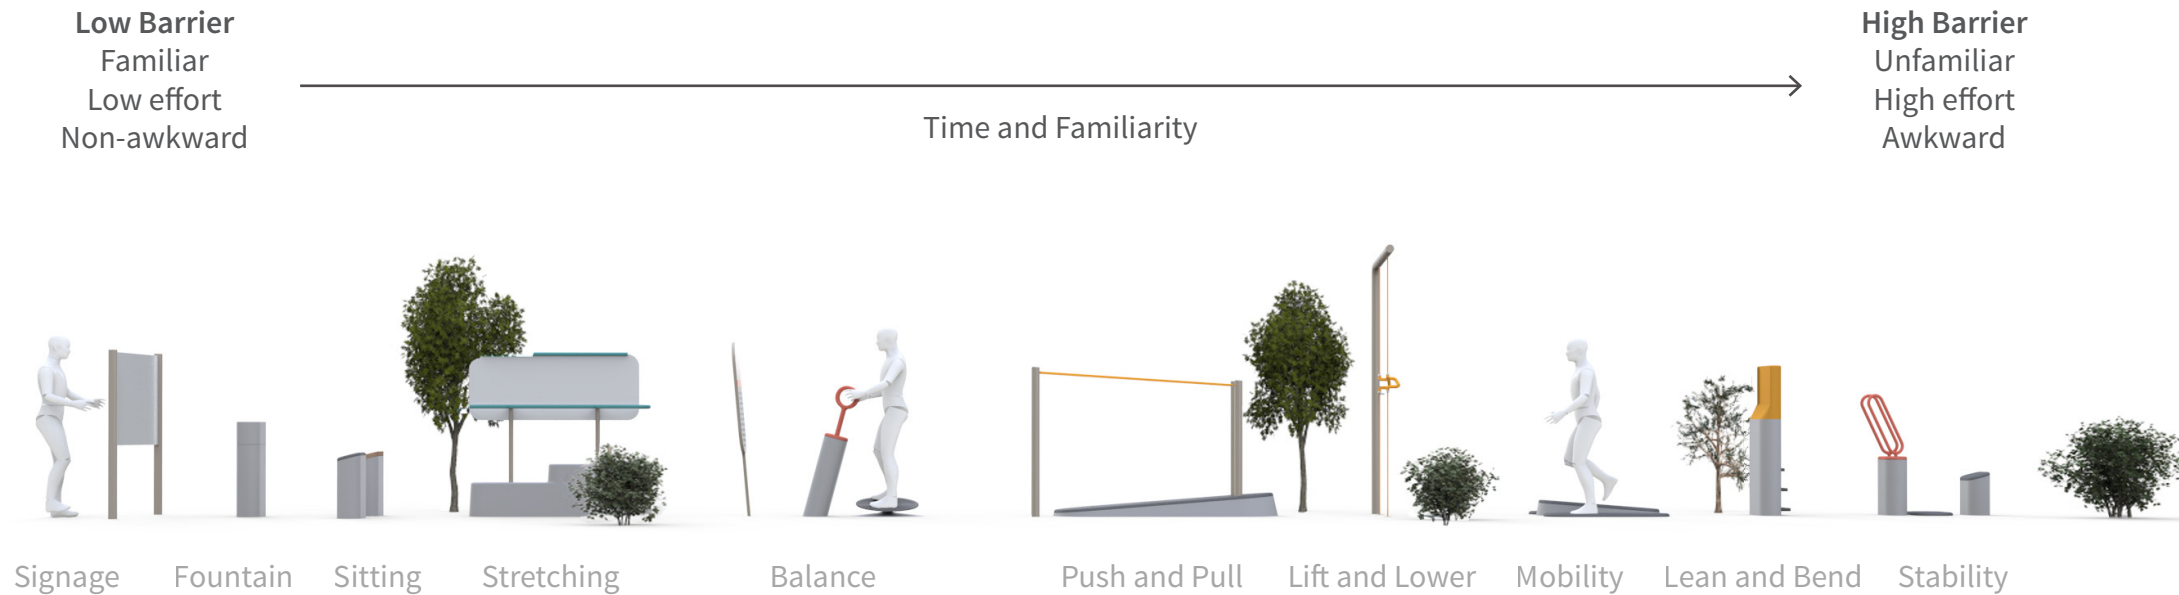 Low Barrier
Familiar
Low effort
Non-awkward
Time and Familiarity
High Barrier
Unfamiliar
High effort
Awkward
Signage
Fountain
Sitting
Stretching
Balance
Push and Pull
Lift and Lower
Mobility
Lean and Bend
Stability